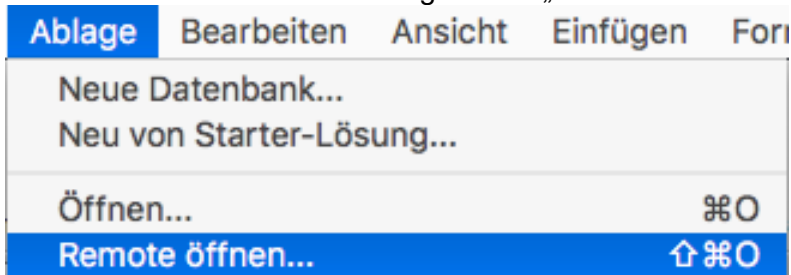 Ablage Bearbeiten Ansicht Einfügen
Neue Datenbank...
Neu von Starter-Lösung...
Öffnen... ⌘O
Remote öffnen... ⇧⌘O